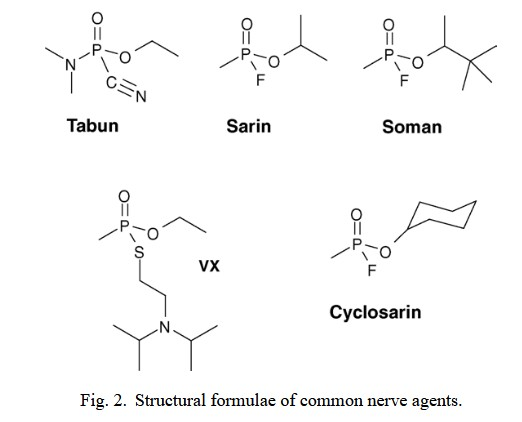 O
P
O
N
C
N
Tabun
O
P
O
F
Sarin
O
P
O
F
Soman
O
P
O
S
N
VX
O
P
O
F
Cyclosarin
Fig. 2. Structural formulae of common nerve agents.